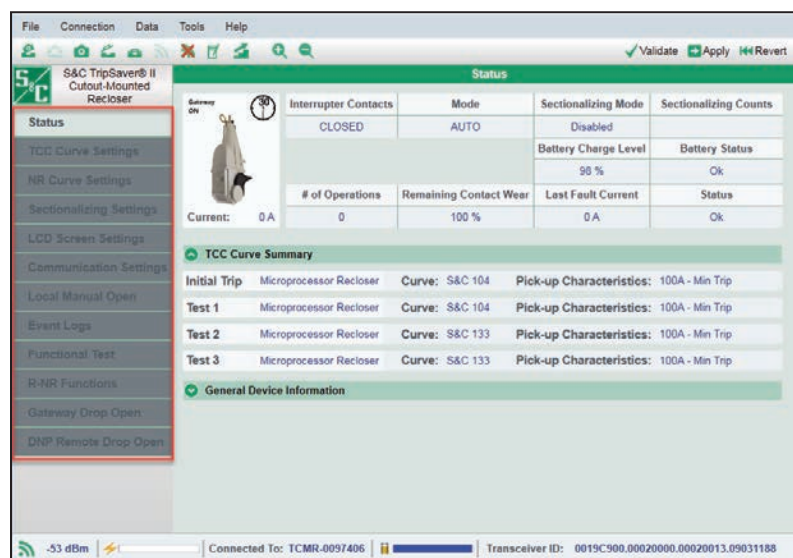 File Connection Data Tools Help
Validate Apply Revert
S&C
S&C TripSaver® II
Cutout-Mounted
Recloser
Status
TCC Curve Settings
NR Curve Settings
Sectionalizing Settings
LCD Screen Settings
Communication Settings
Local Manual Open
Event Logs
Functional Test
R-NR Functions
Gateway Drop Open
DNP Remote Drop Open
Status
Gateway
ON
30
Current: 0 A
Interrupter Contacts Mode Sectionalizing Mode Sectionalizing Counts
CLOSED AUTO Disabled
Battery Charge Level Battery Status
98 % Ok
# of Operations Remaining Contact Wear Last Fault Current Status
0 100 % 0 A Ok
TCC Curve Summary
Initial Trip Microprocessor Recloser Curve: S&C 104 Pick-up Characteristics: 100A - Min Trip
Test 1 Microprocessor Recloser Curve: S&C 104 Pick-up Characteristics: 100A - Min Trip
Test 2 Microprocessor Recloser Curve: S&C 133 Pick-up Characteristics: 100A - Min Trip
Test 3 Microprocessor Recloser Curve: S&C 133 Pick-up Characteristics: 100A - Min Trip
General Device Information
-53 dBm Connected To: TCMR-0097406 Transceiver ID: 0019C900.00020000.00020013.09031188